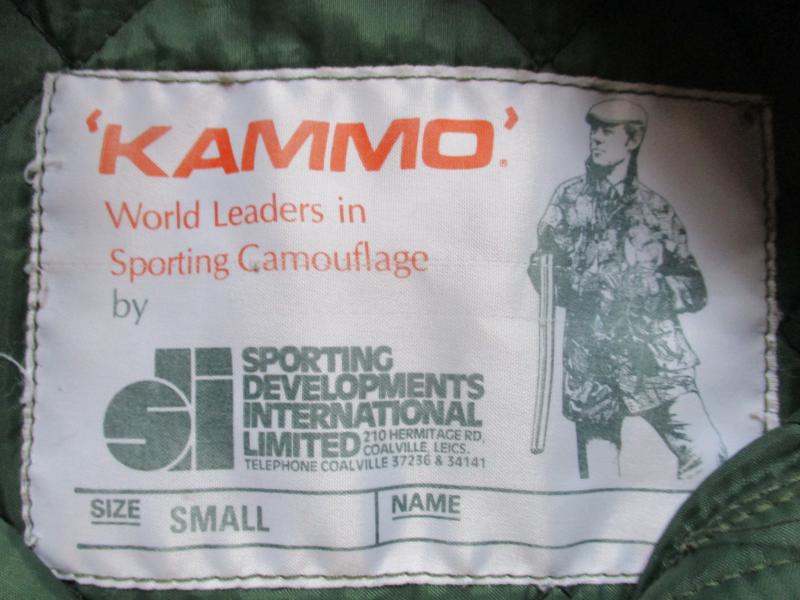 'KAMMO'
World Leaders in
Sporting Camouflage
by
sdi
SPORTING
DEVELOPMENTS
INTERNATIONAL
LIMITED 210 HERMITAGE RD,
COALVILLE, LEICS.
TELEPHONE COALVILLE 37236 & 34141
SIZE SMALL NAME